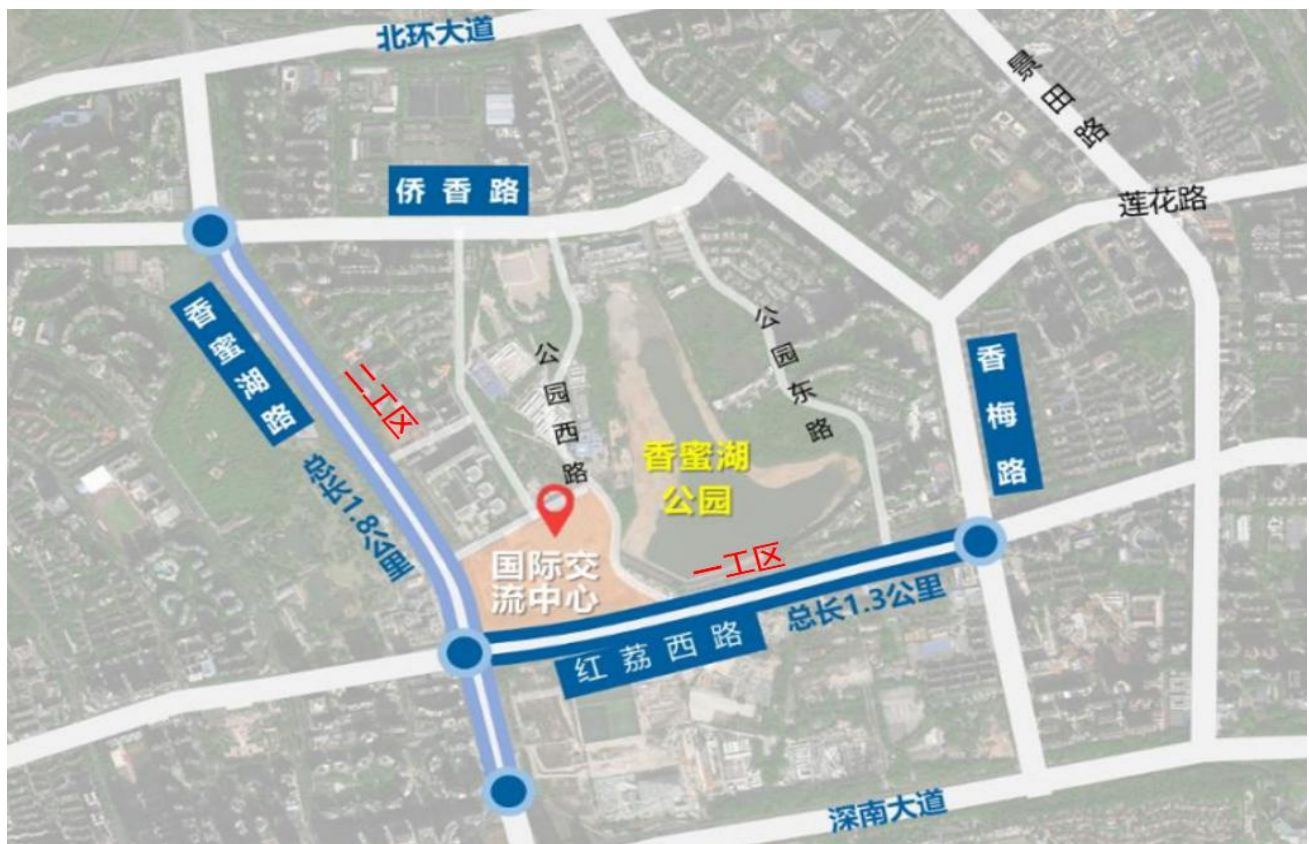 北环大道
景田路
侨香路
莲花路
香蜜湖路
公园东路
公园西路
香梅路
二工区
香蜜湖
公园
总长1.8公里
国际交
流中心
一工区
总长1.3公里
红荔西路
深南大道